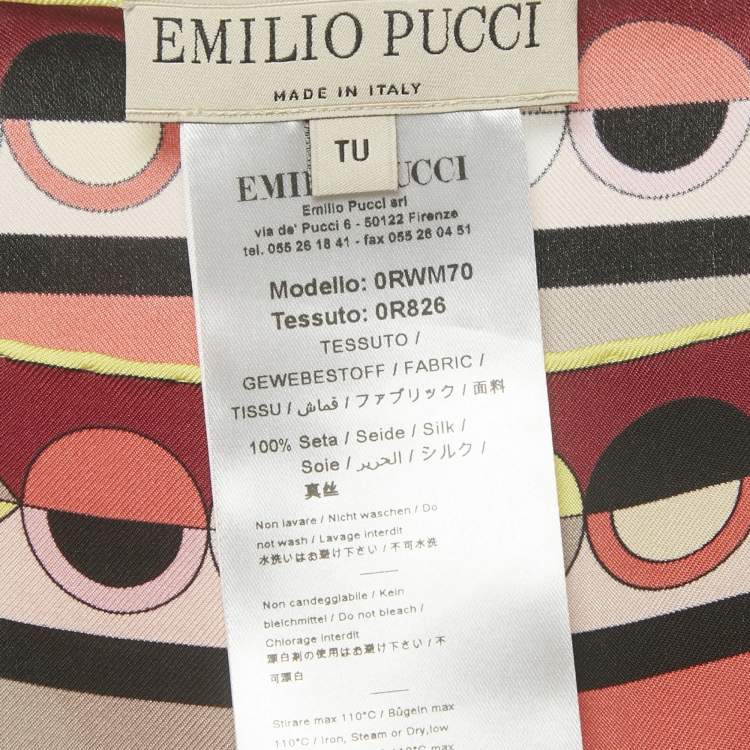 EMILIO PUCCI
MADE IN ITALY
TU
EMI PUCCI
Emilio Pucci srl
via de' Pucci 6 - 50122 Firenze
tel. 055 26 18 41 - fax 055 28 04 51
Modello: 0RWM70
Tessuto: 0R826
TESSUTO /
GEWEBESTOFF / FABRIC /
TISSU / قماش / ファブリック / 面料
100% Seta / Seide / Silk /
Soie / الحرير / シルク /
真丝
Non lavare / Nicht waschen / Do
not wash / Lavage interdit
水洗いはお避け下さい / 不可水洗
Non candeggiabile / Kein
bleichmittel / Do not bleach /
Chlorage interdit
漂白剤の使用はお避け下さい / 不
可漂白
Stirare max 110°C / Bügeln max
110°C / Iron, Steam or Dry, low